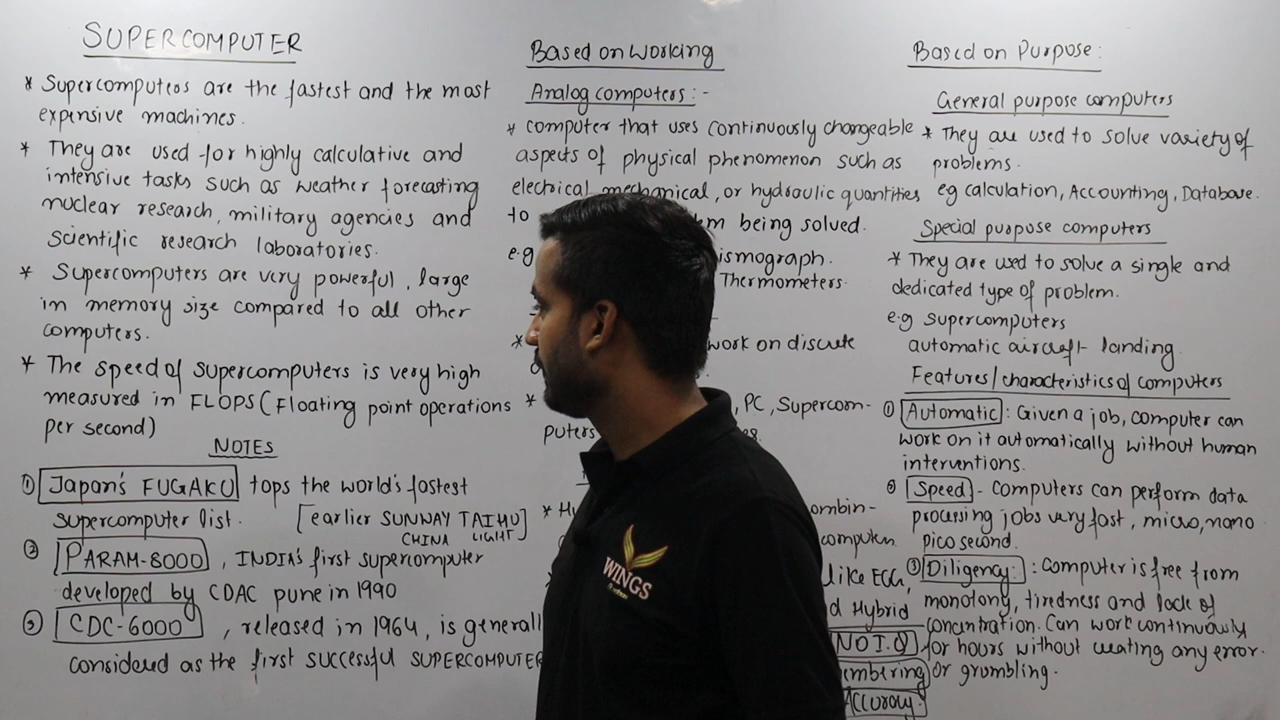 SUPERCOMPUTER
* Supercomputers are the fastest and the most
expensive machines.
* They are used for highly calculative and
intensive tasks such as weather forecasting
nuclear research, military agencies and
scientific research laboratories.
* Supercomputers are very powerful, large
in memory size compared to all other
computers.
* The speed of supercomputers is very high
measured in FLOPS (Floating point operations
per second)
NOTES
① Japan's FUGAKU tops the world's fastest
supercomputer list. [earlier SUNWAY TAIHU]
CHINA LIGHT
② PARAM-8000, INDIA's first supercomputer
developed by CDAC pune in 1990
③ CDC-6000, released in 1964, is generall
considered as the first successful SUPERCOMPUTER
Based on working
Analog computers:-
* computer that uses continuously changeable
aspects of physical phenomenon such as
electrical, mechanical, or hydraulic quantities
to m being solved.
e.g ismograph.
Thermometers.
* work on discrete
* , PC, Supercom-
puters
* Hy ombin-
computer.
like ECG,
d Hybrid
NO I.Q
embering
Accuracy
WINGS
Based on Purpose:
General purpose computers
* They are used to solve variety of
problems.
eg calculation, Accounting, Database.
Special purpose computers
* They are used to solve a single and
dedicated type of problem.
e.g supercomputers
automatic aircraft landing.
Features/characteristics of computers
① Automatic: Given a job, computer can
work on it automatically without human
interventions.
② Speed - Computers can perform data
processing jobs very fast, micro, nano
pico second.
③ Diligency: : Computer is free from
monotony, tiredness and lack of
concentration. Can work continuously
for hours without creating any error.
or grumbling.